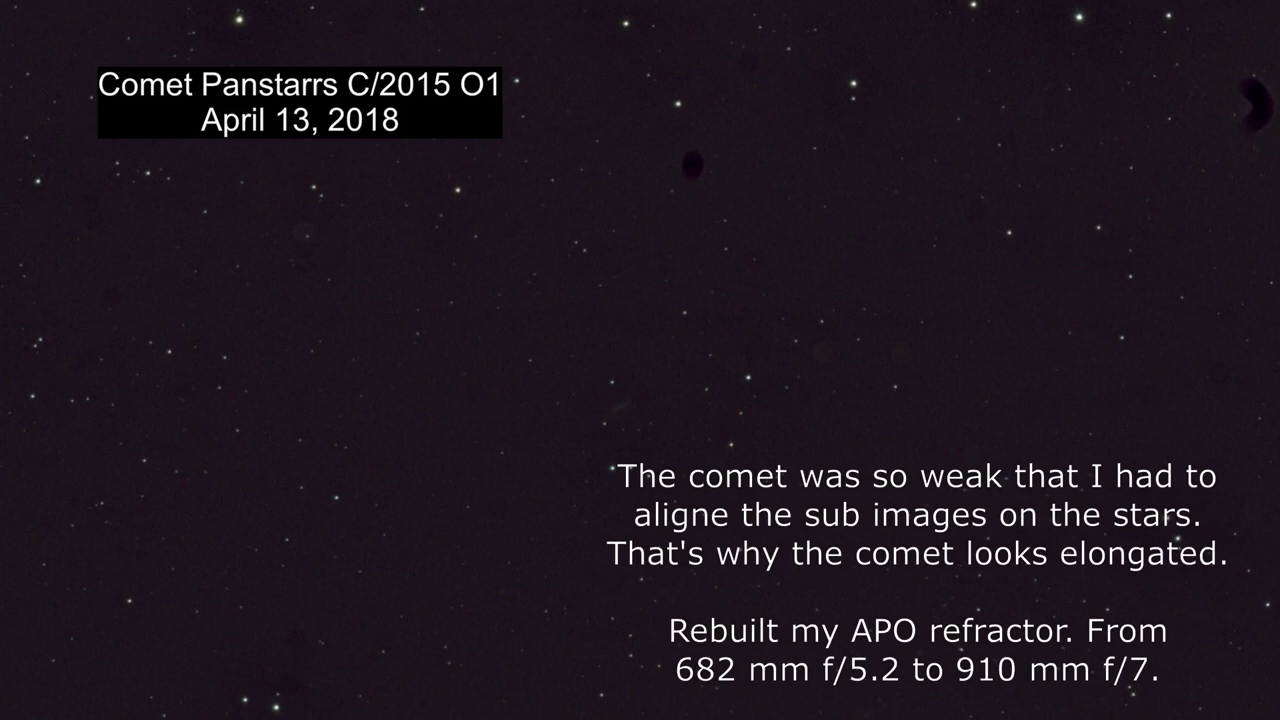 Comet Panstarrs C/2015 O1
April 13, 2018
The comet was so weak that I had to
aligne the sub images on the stars.
That's why the comet looks elongated.
Rebuilt my APO refractor. From
682 mm f/5.2 to 910 mm f/7.